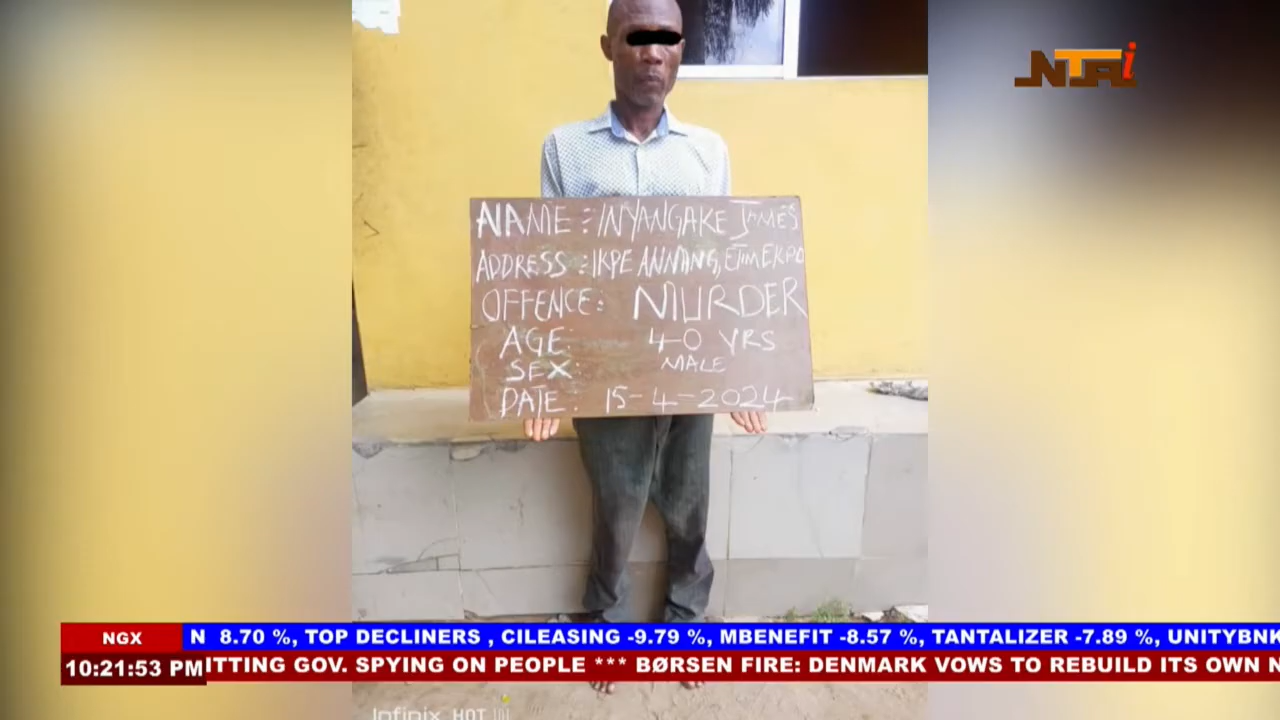 NTAi
NAME : INYANGAKE JAMES
ADDRESS : IKPE ANNANG, ETIM EKPO
OFFENCE: MURDER
AGE: 40 YRS
SEX: MALE
DATE: 15-4-2024
NGX N 8.70 %, TOP DECLINERS , CILEASING -9.79 %, MBENEFIT -8.57 %, TANTALIZER -7.89 %, UNITYBNK
10:21:53 PM ITTING GOV. SPYING ON PEOPLE *** BØRSEN FIRE: DENMARK VOWS TO REBUILD ITS OWN N
Infinix HOT 10i